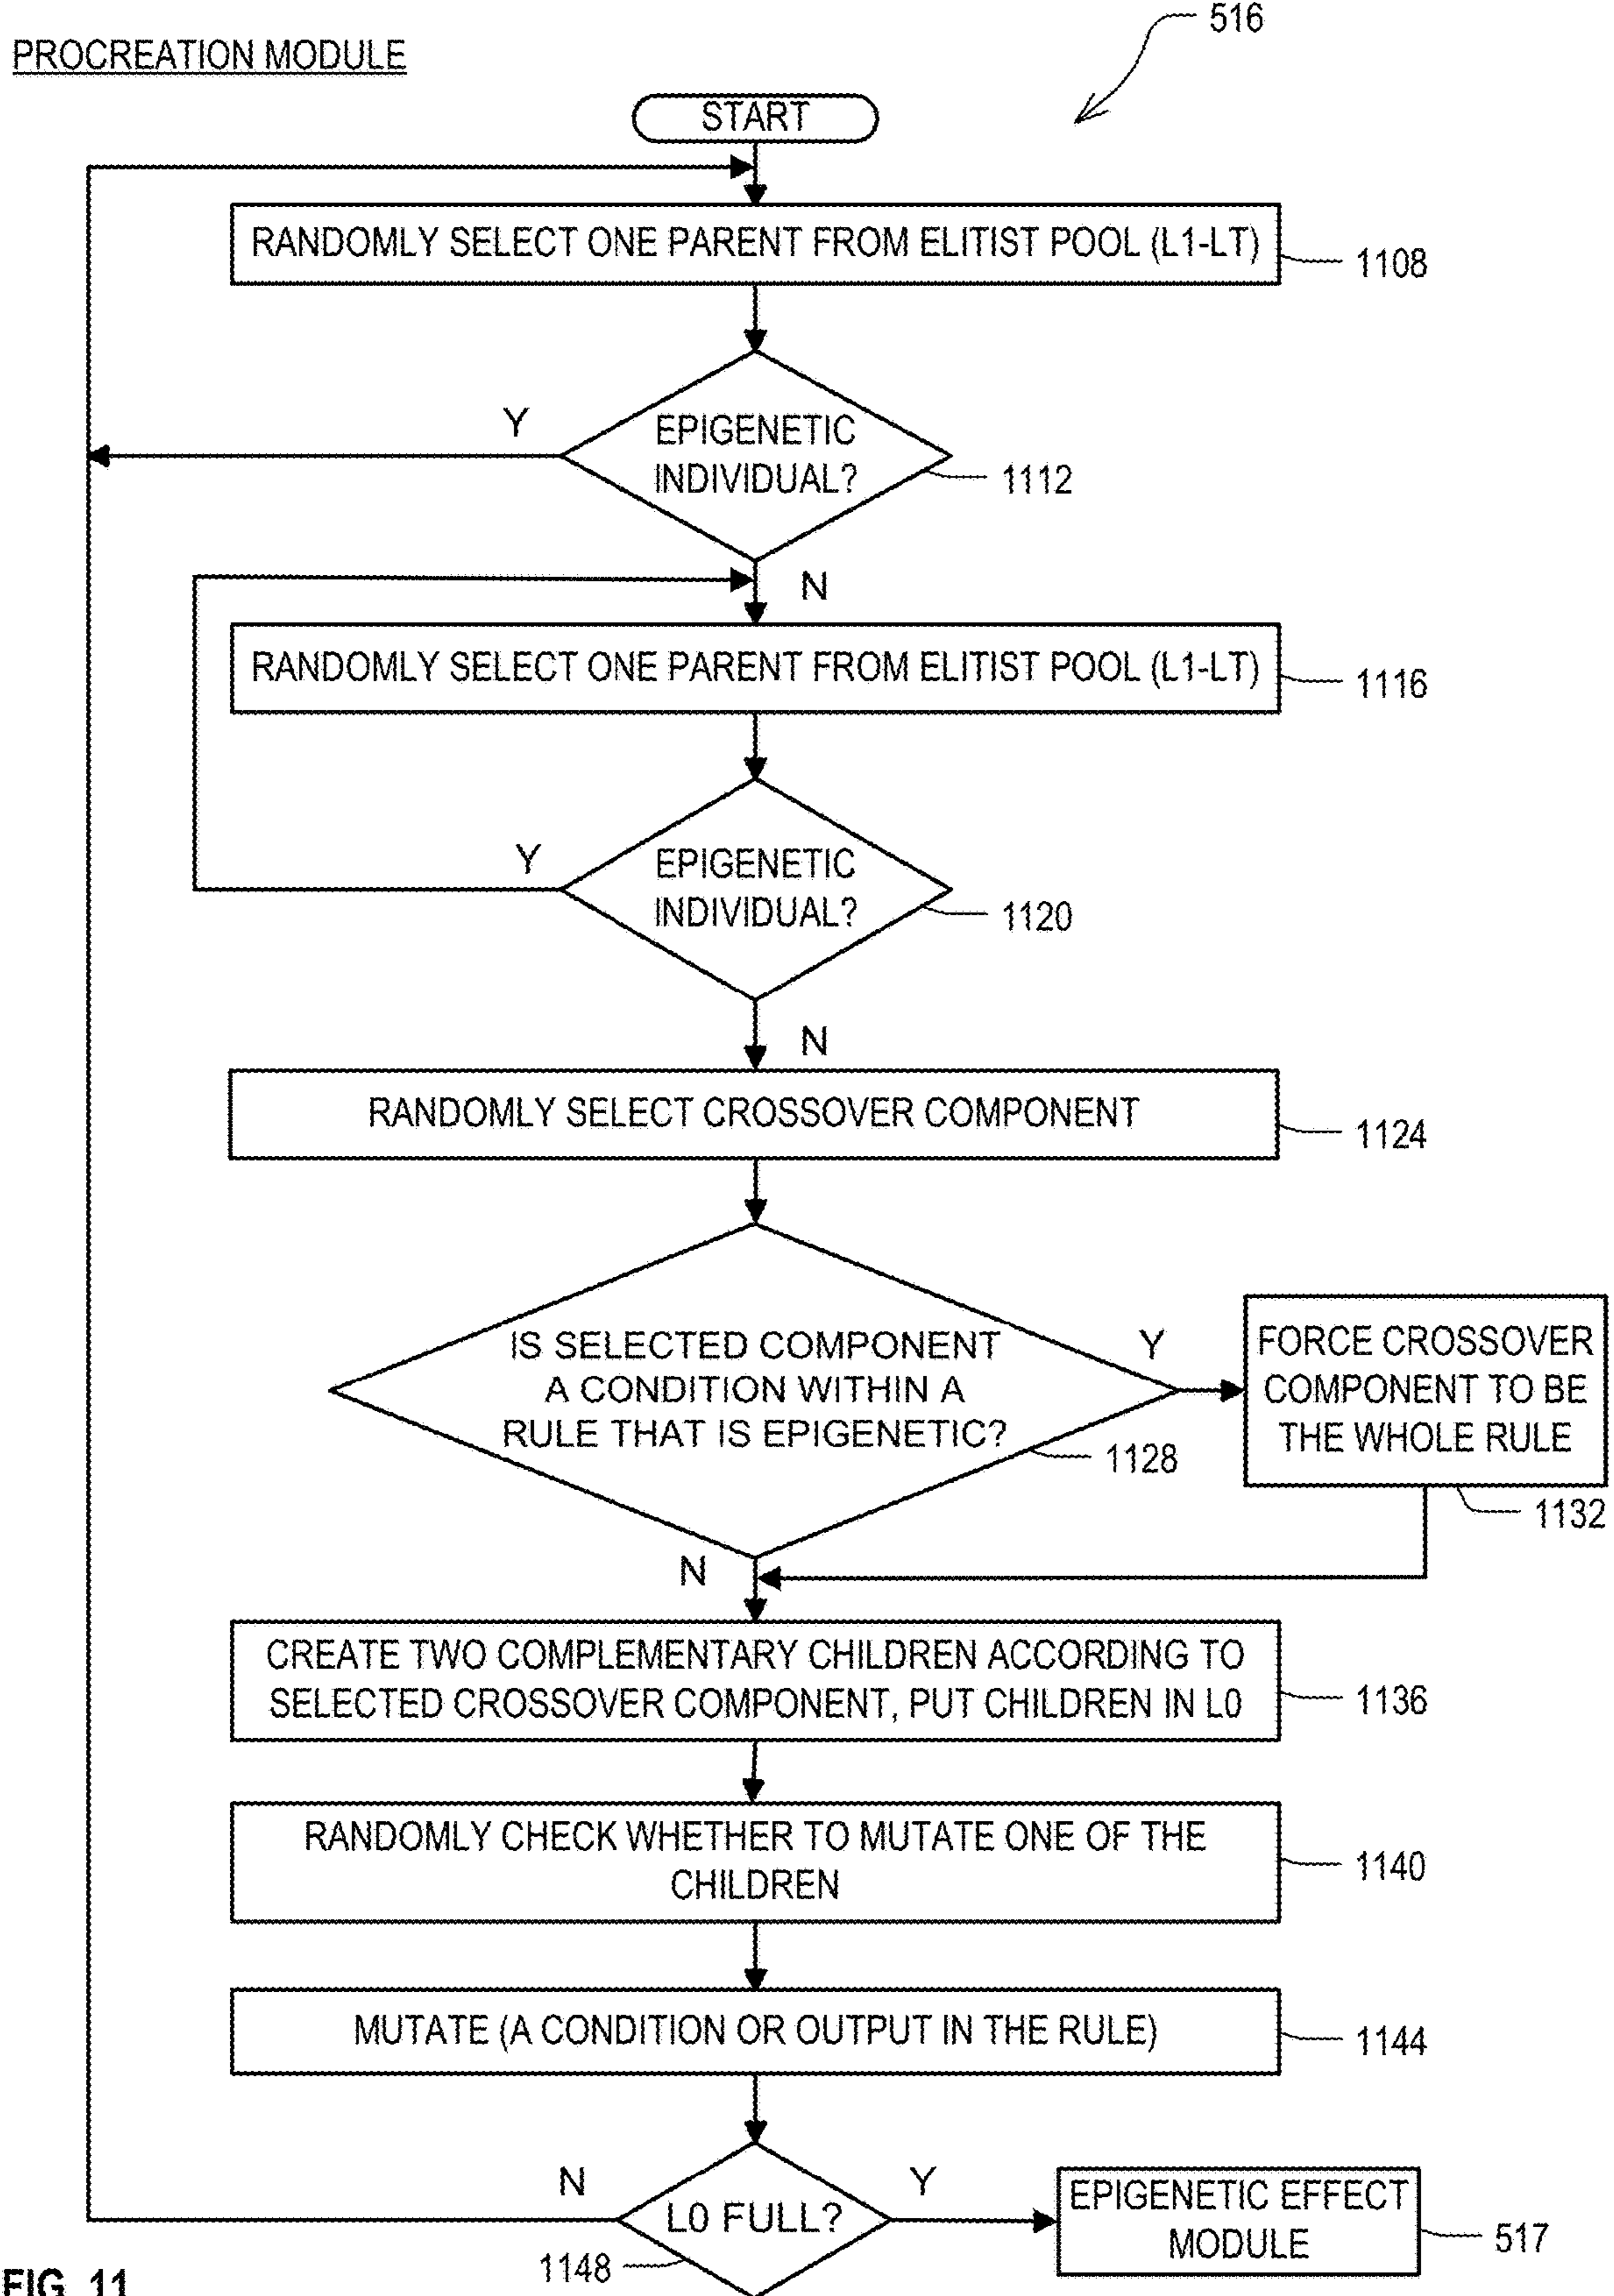 516
PROCREATION MODULE
START
RANDOMLY SELECT ONE PARENT FROM ELITIST POOL (L1-LT)
1108
Y
EPIGENETIC
INDIVIDUAL?
1112
N
RANDOMLY SELECT ONE PARENT FROM ELITIST POOL (L1-LT)
1116
Y
EPIGENETIC
INDIVIDUAL?
1120
N
RANDOMLY SELECT CROSSOVER COMPONENT
1124
IS SELECTED COMPONENT
A CONDITION WITHIN A
RULE THAT IS EPIGENETIC?
1128
Y
FORCE CROSSOVER
COMPONENT TO BE
THE WHOLE RULE
1132
N
CREATE TWO COMPLEMENTARY CHILDREN ACCORDING TO
SELECTED CROSSOVER COMPONENT, PUT CHILDREN IN L0
1136
RANDOMLY CHECK WHETHER TO MUTATE ONE OF THE
CHILDREN
1140
MUTATE (A CONDITION OR OUTPUT IN THE RULE)
1144
N
L0 FULL?
1148
Y
EPIGENETIC EFFECT
MODULE
517
FIG. 11